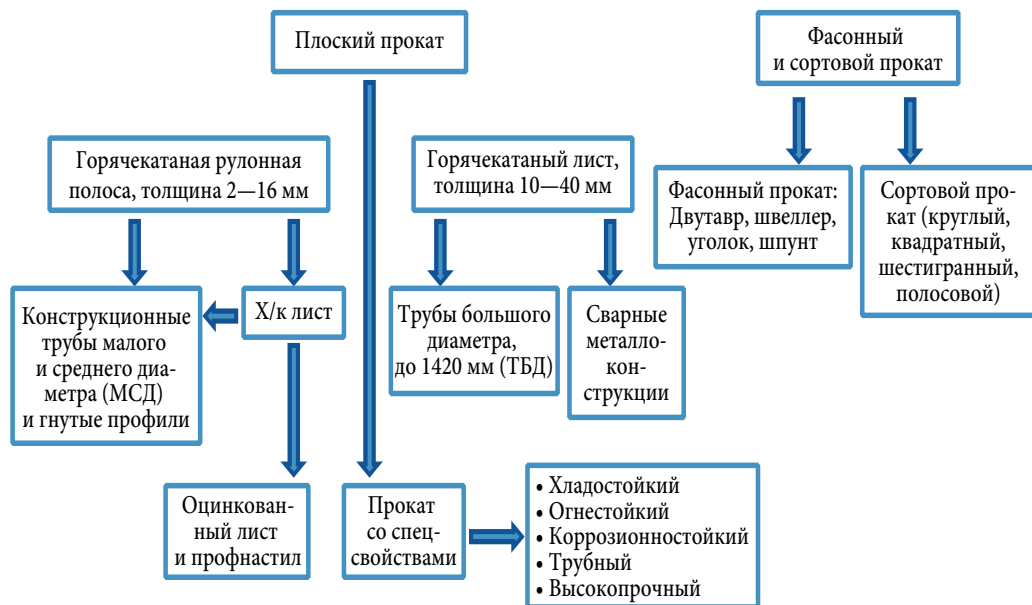 Плоский прокат
Фасонный
и сортовой прокат
Горячекатаная рулонная
полоса, толщина 2—16 мм
Горячекатаный лист,
толщина 10—40 мм
Фасонный прокат:
Двутавр, швеллер,
уголок, шпунт
Сортовой про-
кат (круглый,
квадратный,
шестигранный,
полосовой)
Конструкционные
трубы малого
и среднего диа-
метра (МСД)
и гнутые профили
Х/к лист
Трубы большого
диаметра,
до 1420 мм (ТБД)
Сварные
металло-
кон-
струкции
Оцинкован-
ный лист
и профнастил
Прокат
со спец-
свойствами
• Хладостойкий
• Огнестойкий
• Коррозионностойкий
• Трубный
• Высокопрочный